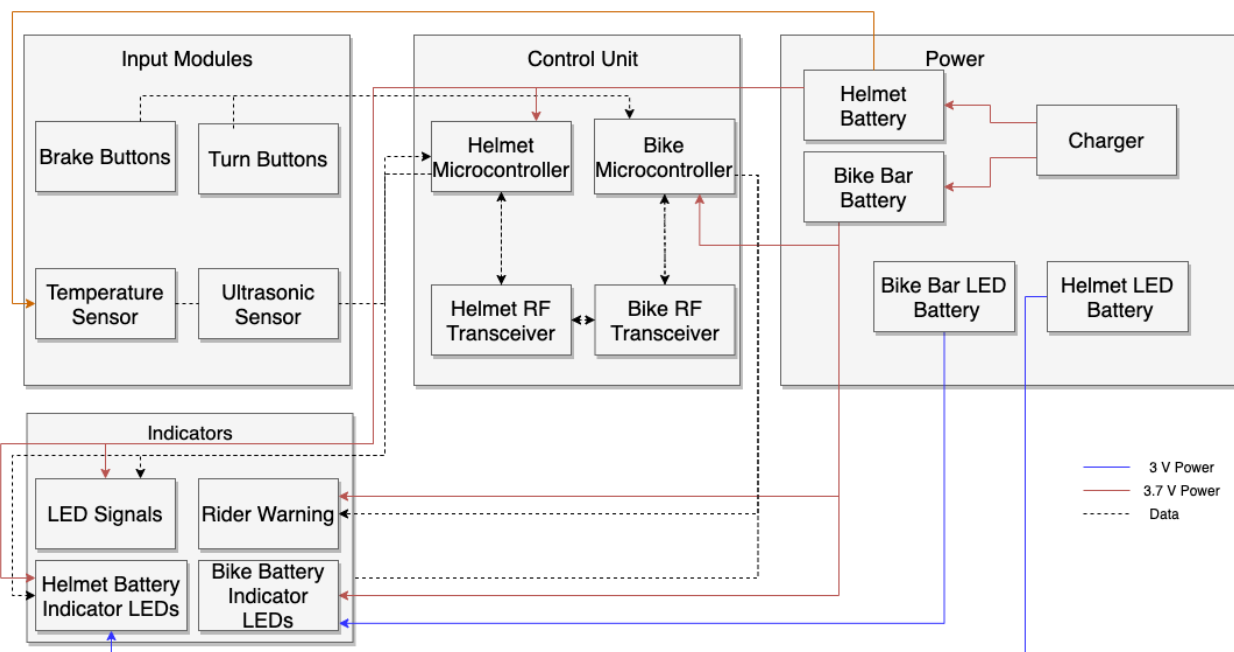 Input Modules
Brake Buttons
Turn Buttons
Temperature
Sensor
Ultrasonic
Sensor
Control Unit
Helmet
Microcontroller
Bike
Microcontroller
Helmet RF
Transceiver
Bike RF
Transceiver
Power
Helmet
Battery
Charger
Bike Bar
Battery
Bike Bar LED
Battery
Helmet LED
Battery
Indicators
LED Signals
Rider Warning
Helmet Battery
Indicator LEDs
Bike Battery
Indicator
LEDs
3 V Power
3.7 V Power
Data